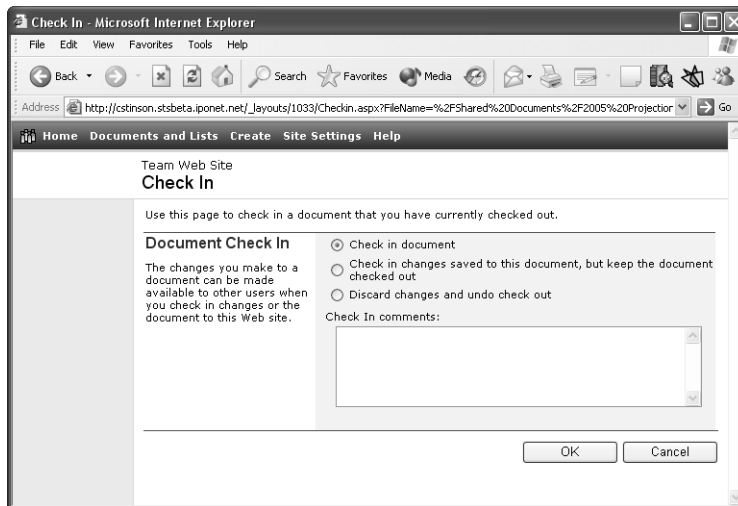 Check In - Microsoft Internet Explorer
File Edit View Favorites Tools Help
Back Search Favorites Media
Address http://cstinson.stsbeta.iponet.net/_layouts/1033/Checkin.aspx?FileName=%2FShared%20Documents%2F2005%20Projection Go
Home Documents and Lists Create Site Settings Help
Team Web Site
Check In
Use this page to check in a document that you have currently checked out.
Document Check In
The changes you make to a
document can be made
available to other users when
you check in changes or the
document to this Web site.
Check in document
Check in changes saved to this document, but keep the document
checked out
Discard changes and undo check out
Check In comments:
OK Cancel